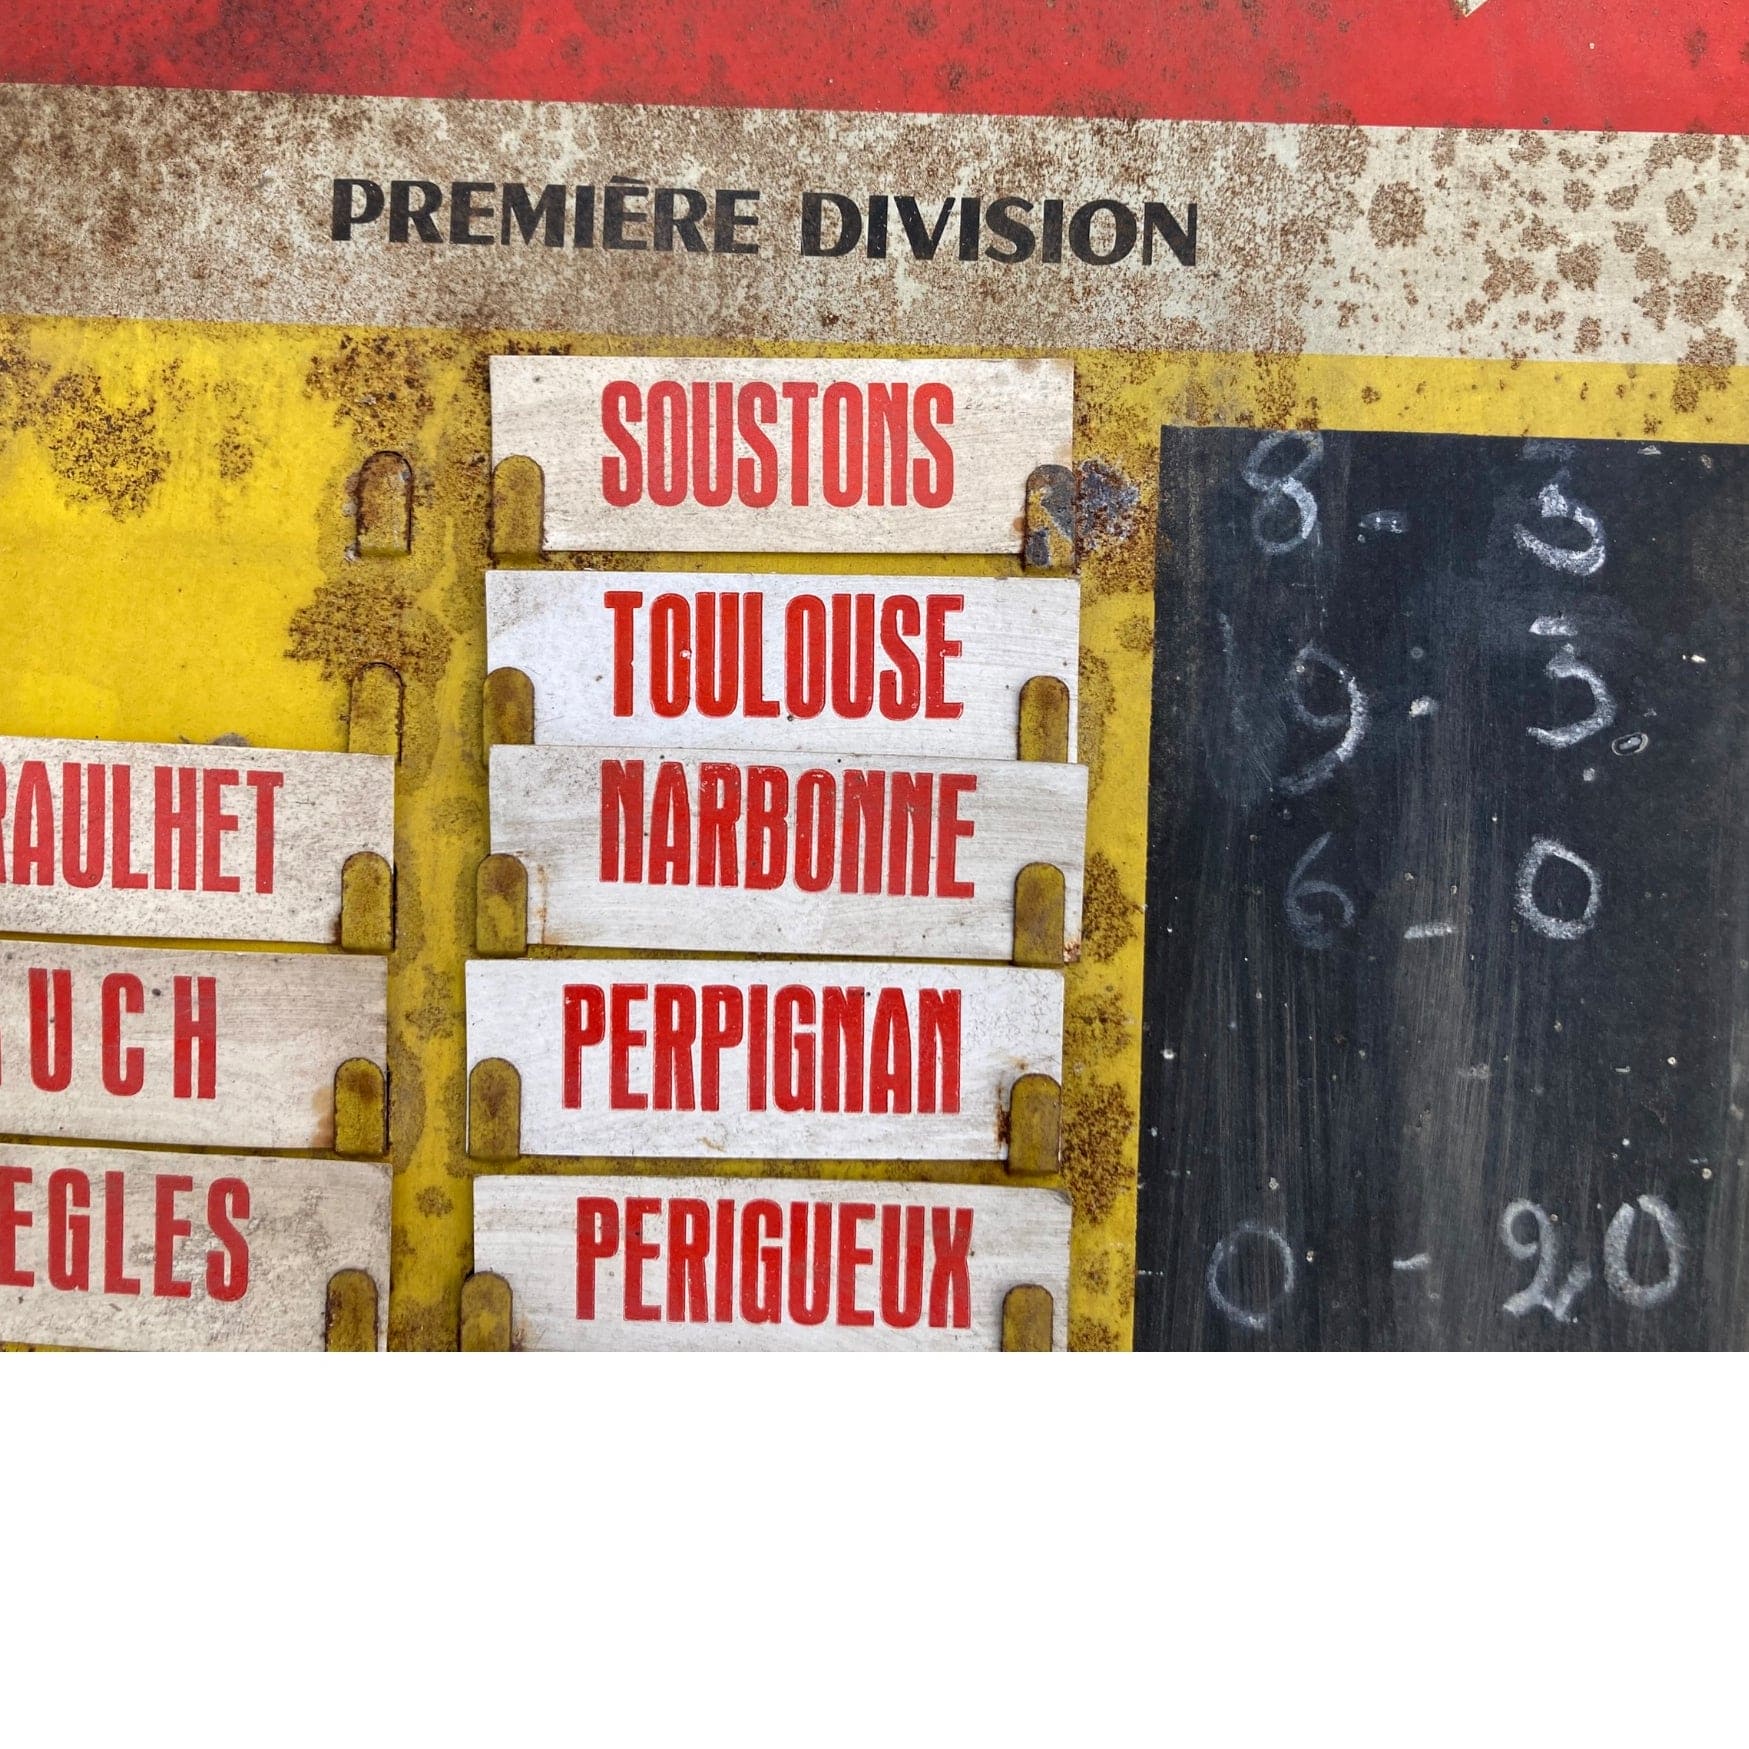 PREMIÈRE DIVISION
SOUSTONS 8 - 3
TOULOUSE 9 - 3
RAULHET NARBONNE 6 - 0
UCH PERPIGNAN
EGLES PERIGUEUX 0 - 20